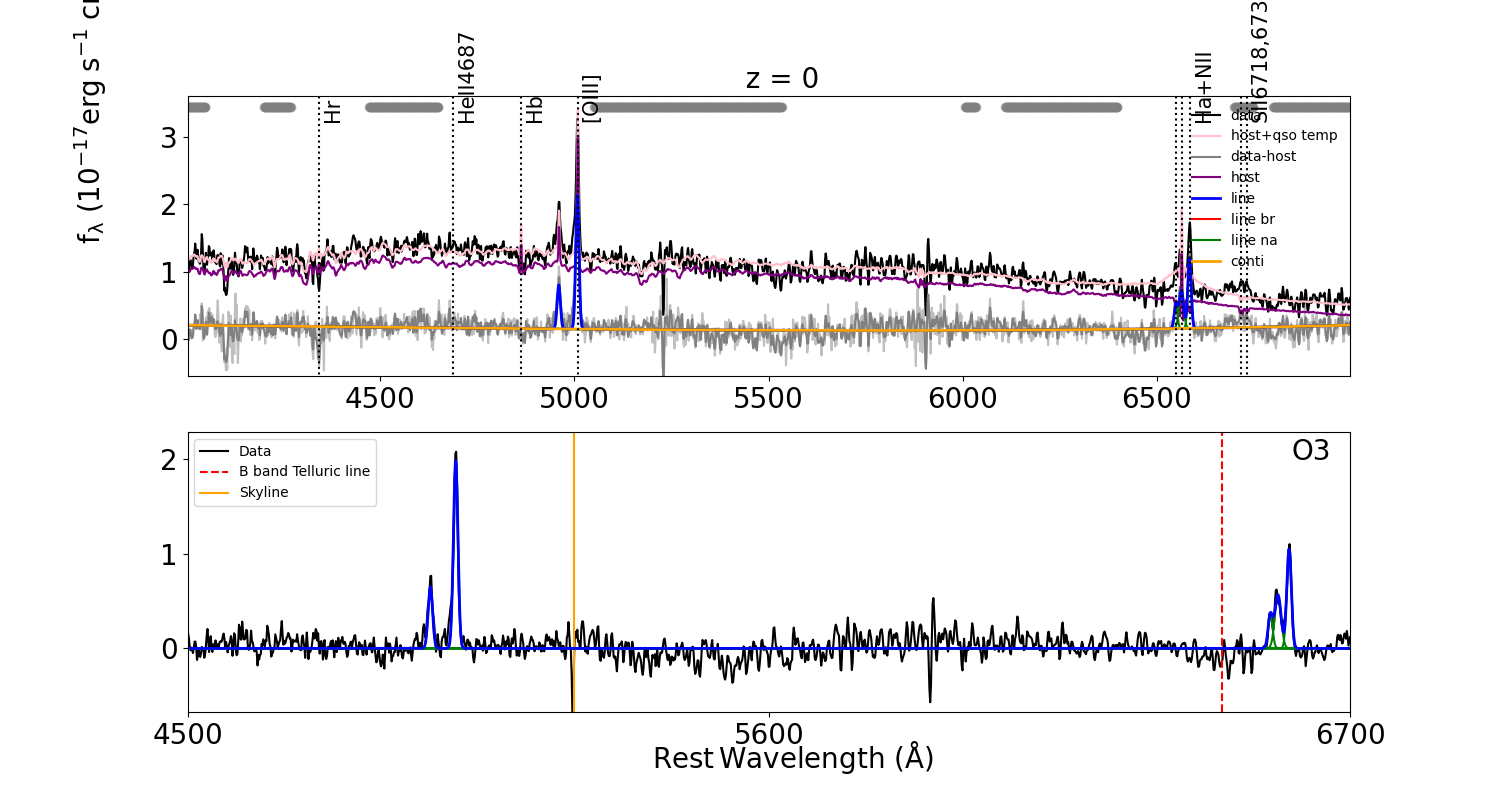 f_λ (10^−17 erg s^−1 c
z = 0
Hr
HeII4687
Hb
[OIII]
Ha+NII
SII6718,673
data
host+qso temp
data-host
host
line
line br
line na
conti
3
2
1
0
4500 5000 5500 6000 6500
Data
B band Telluric line
Skyline
O3
2
1
0
4500 5600 6700
Rest Wavelength (Å)